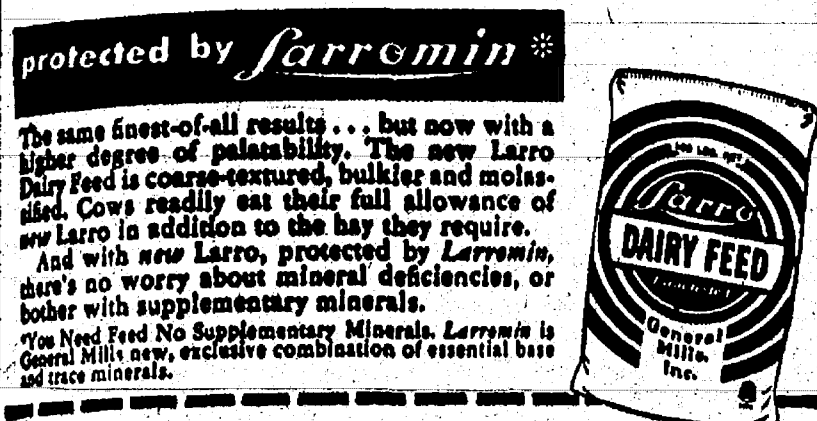 protected by Larromin*
The same finest-of-all results . . . but now with a
higher degree of palatability. The new Larro
Dairy Feed is coarse-textured, bulkier and molas-
sified. Cows readily eat their full allowance of
new Larro in addition to the hay they require.
And with new Larro, protected by Larromin,
there's no worry about mineral deficiencies, or
bother with supplementary minerals.
*You Need Feed No Supplementary Minerals. Larromin is
General Mills new, exclusive combination of essential base
and trace minerals.
100 LBS. NET
Larro
DAIRY FEED
General
Mills,
Inc.